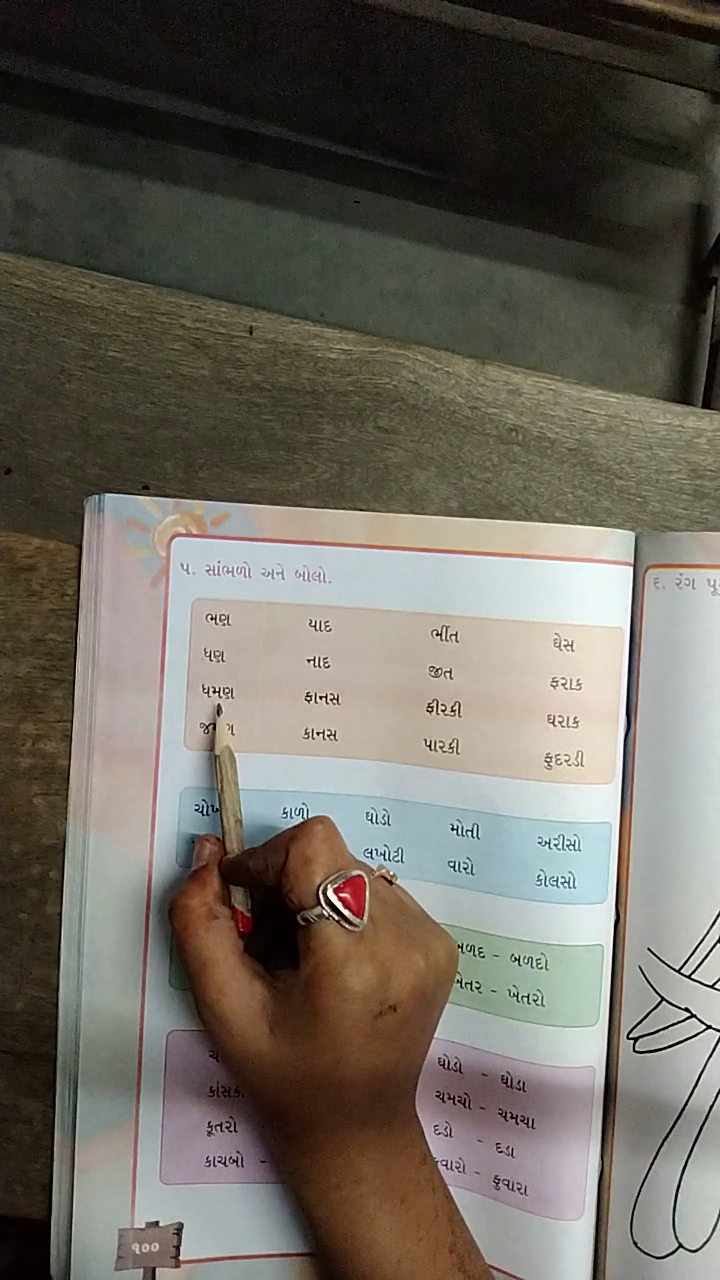 ૫. સાંભળો અને બોલો.
ભણ યાદ ભીંત ઘેસ
ધણ નાદ જીત ફરાક
ધમણ ફાનસ ફીરકી ઘરાક
કાનસ પારકી ફુદરડી
કાળો ઘોડો મોતી અરીસો
લખોટી વારો કોલસો
બળદ - બળદો
ખેતર - ખેતરો
ઘોડો - ઘોડા
ચમચો - ચમચા
કૂતરો દડો - દડા
કાચબો - ફુવારો - ફુવારા
૧૦૦
૬. રંગ